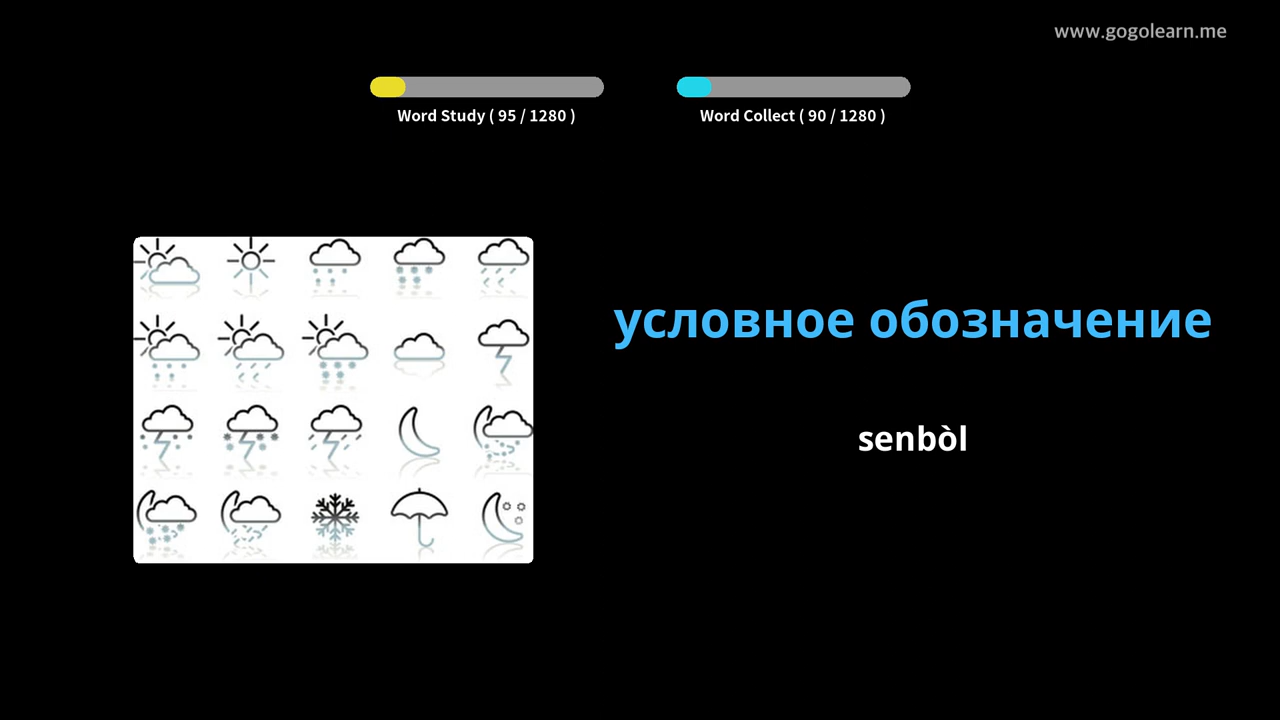 www.gogolearn.me
Word Study ( 95 / 1280 )
Word Collect ( 90 / 1280 )
условное обозначение
senbòl